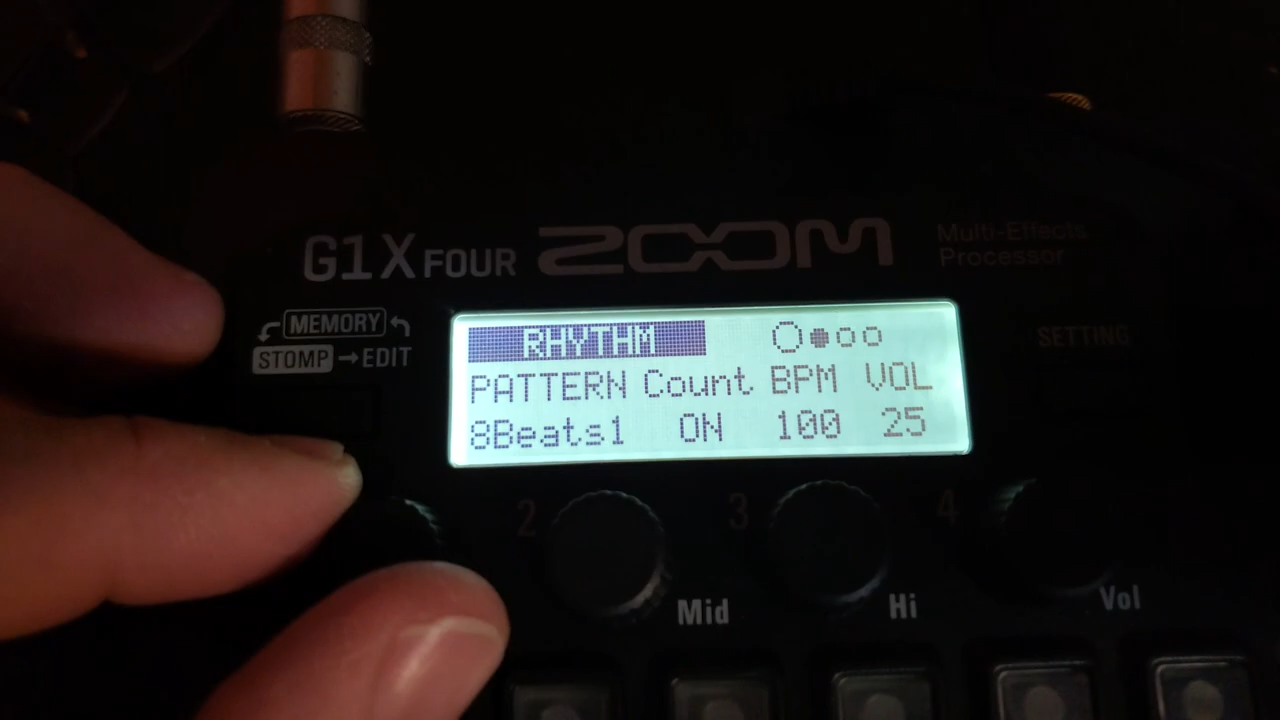 G1X FOUR ZOOM Multi-Effects Processor
MEMORY
STOMP → EDIT
SETTING
RHYTHM
PATTERN Count BPM VOL
8Beats1 ON 100 25
2 3 4
Mid Hi Vol